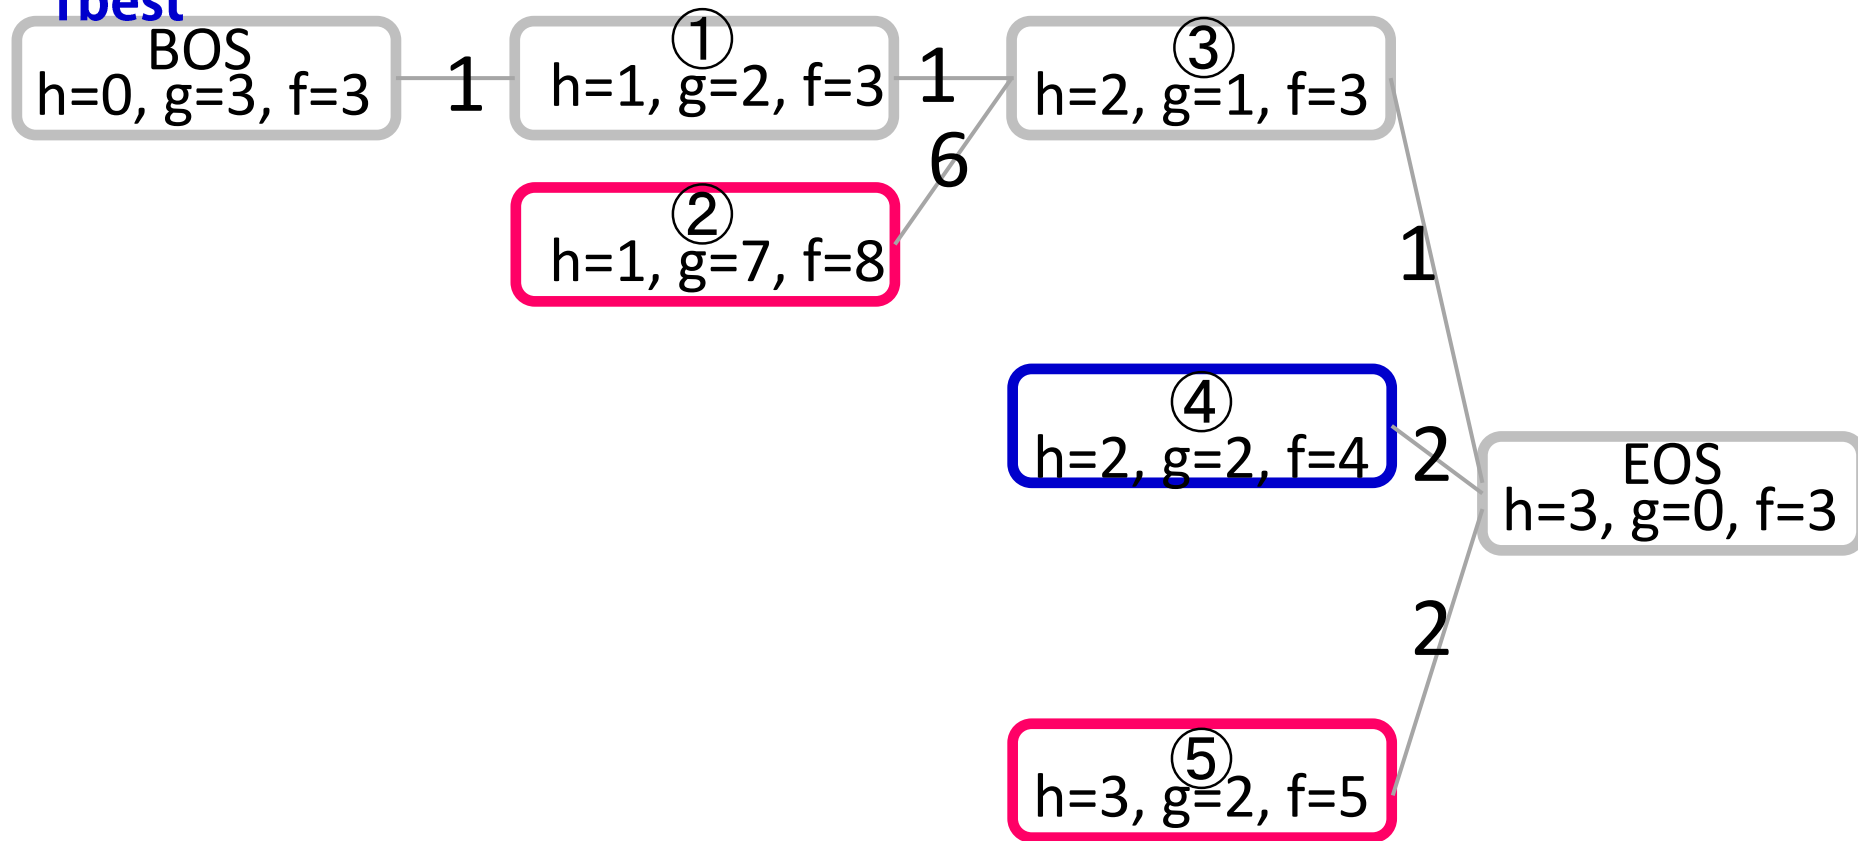 fbest
BOS
h=0, g=3, f=3
1
①
h=1, g=2, f=3
1
③
h=2, g=1, f=3
6
②
h=1, g=7, f=8
1
④
h=2, g=2, f=4
2
EOS
h=3, g=0, f=3
2
⑤
h=3, g=2, f=5